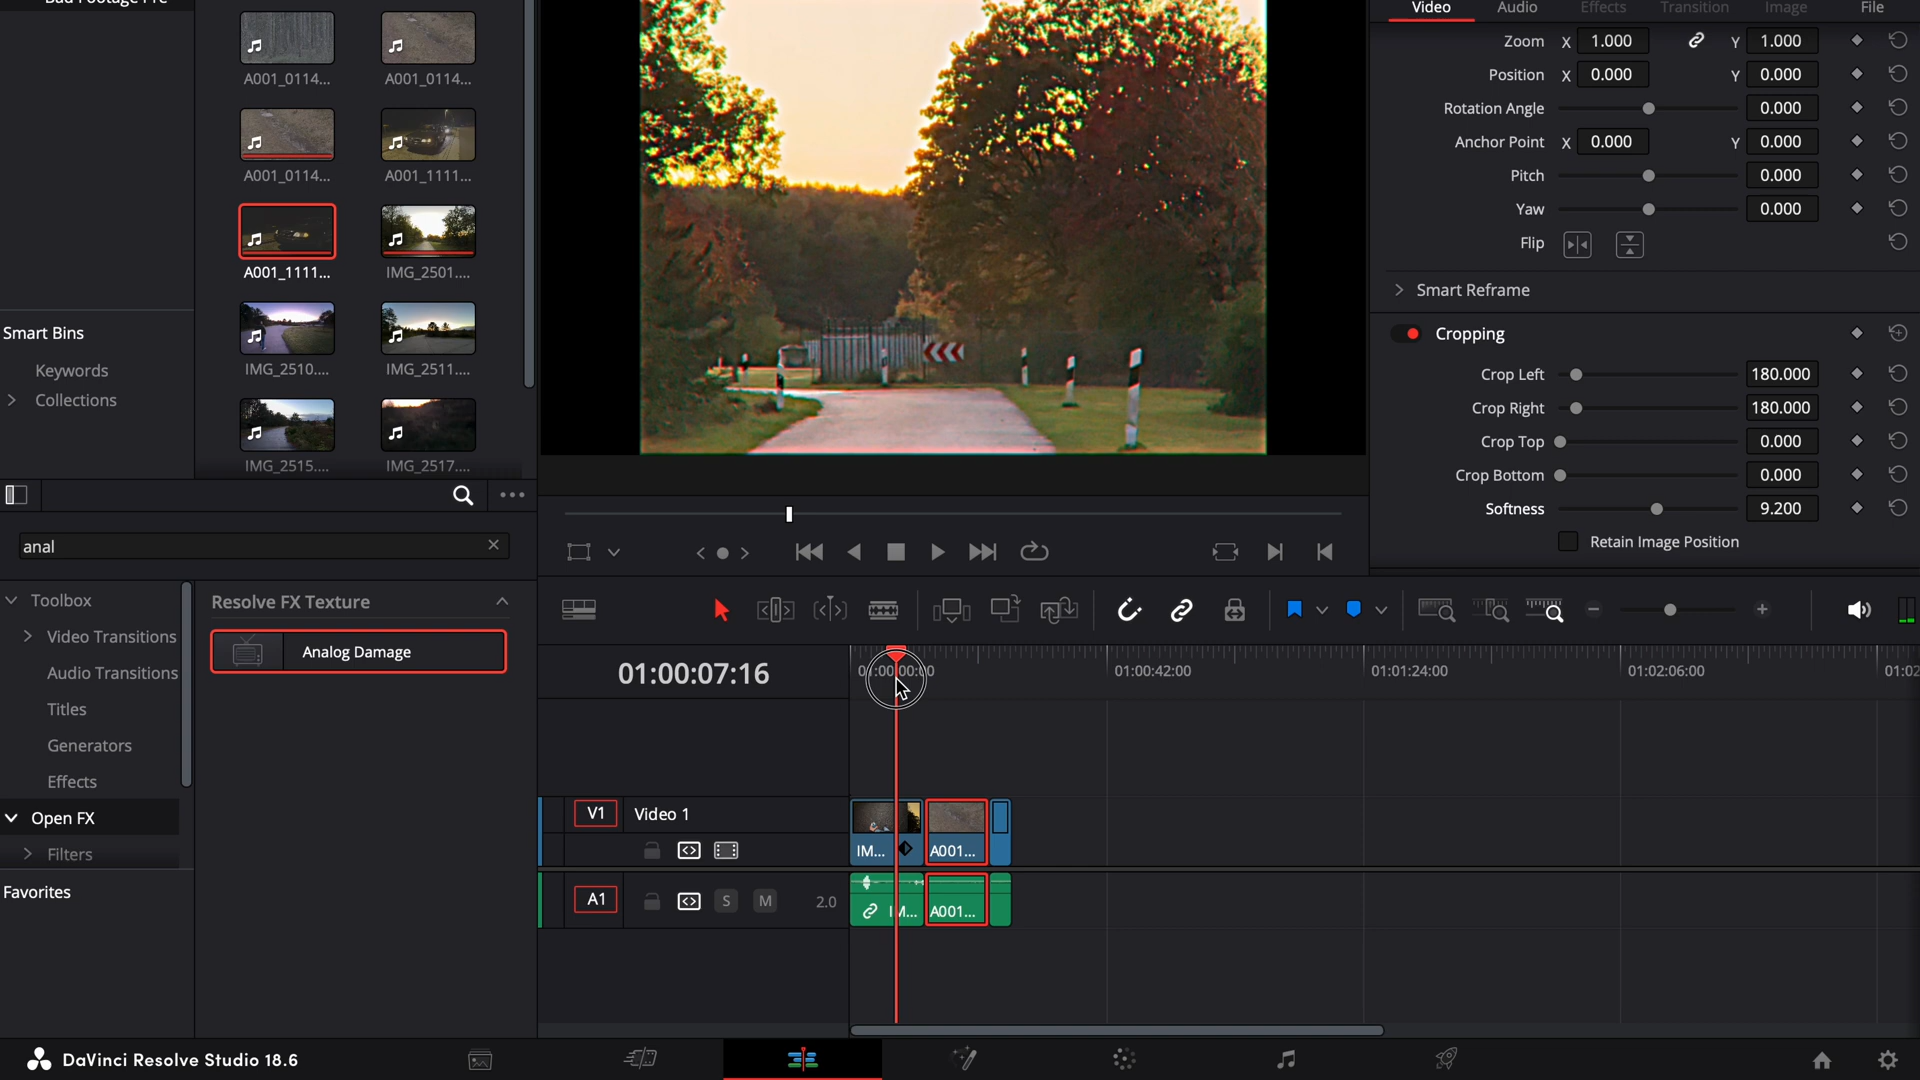 Bad Footage Pre
A001_0114...
A001_0114...
A001_0114...
A001_1111...
A001_1111...
IMG_2501....
IMG_2510....
IMG_2511....
IMG_2515....
IMG_2517....
Smart Bins
Keywords
Collections
anal
Toolbox
Video Transitions
Audio Transitions
Titles
Generators
Effects
Open FX
Filters
Favorites
Resolve FX Texture
Analog Damage
Video
Audio
Effects
Transition
Image
File
Zoom X 1.000 Y 1.000
Position X 0.000 Y 0.000
Rotation Angle 0.000
Anchor Point X 0.000 Y 0.000
Pitch 0.000
Yaw 0.000
Flip
Smart Reframe
Cropping
Crop Left 180.000
Crop Right 180.000
Crop Top 0.000
Crop Bottom 0.000
Softness 9.200
Retain Image Position
01:00:07:16
01:00:00:00
01:00:42:00
01:01:24:00
01:02:06:00
01:02
V1 Video 1
IM...
A001...
A1 S M 2.0
IM...
A001...
DaVinci Resolve Studio 18.6